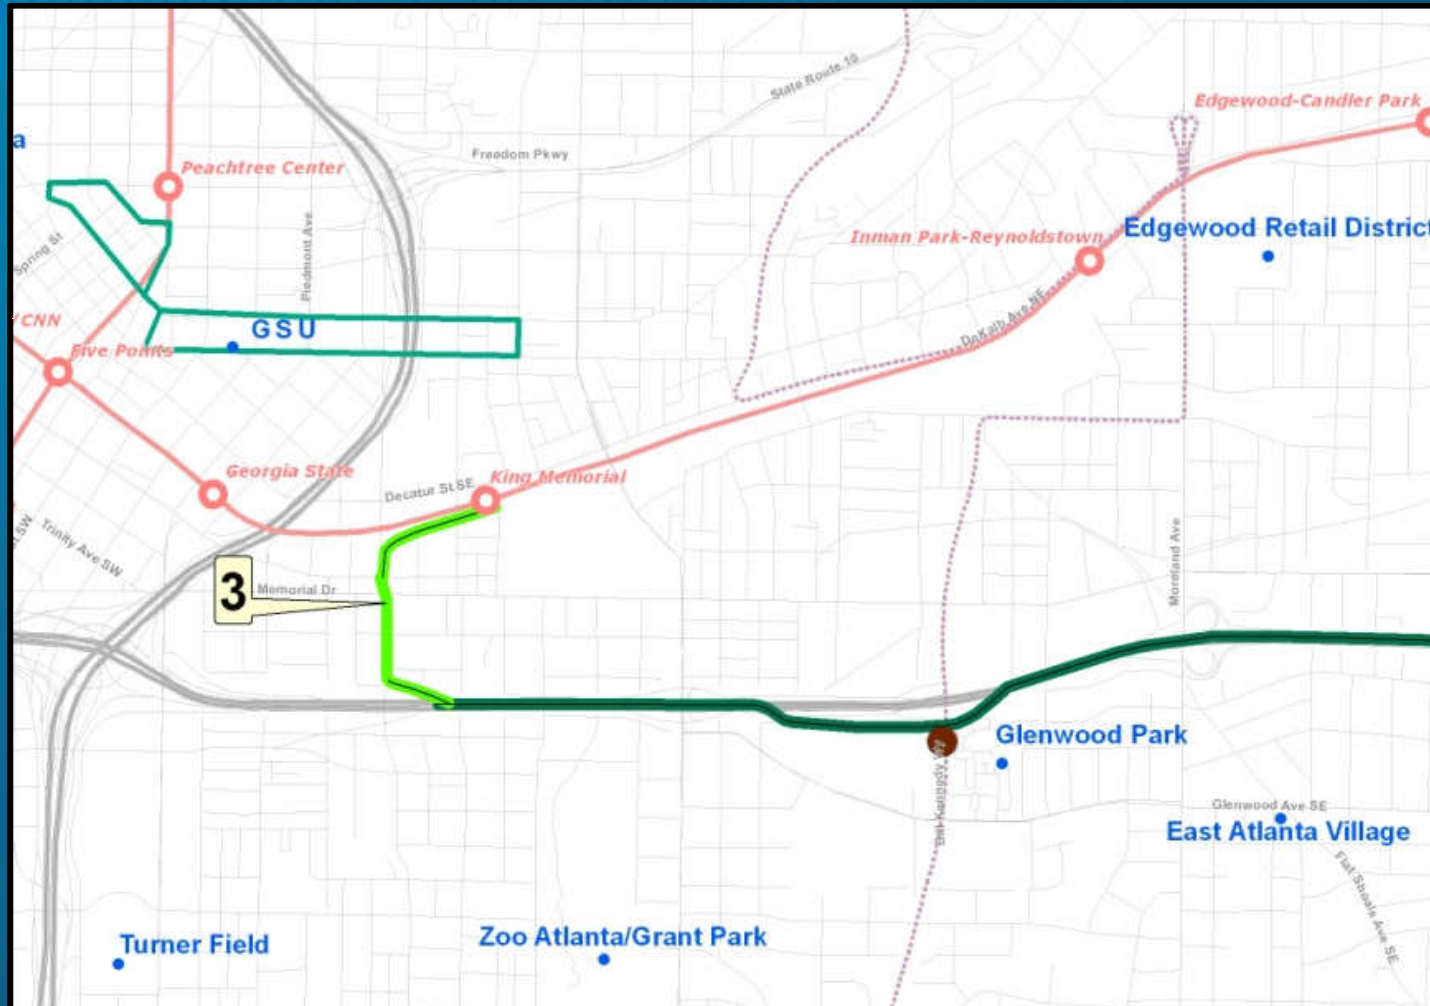 State Route 10
Edgewood-Candler Park
a
Peachtree Center
Freedom Pkwy
Piedmont Ave
Spring St
Inman Park-Reynoldstown
Edgewood Retail District
/CNN
GSU
DeKalb Ave NE
Five Points
Georgia State
King Memorial
Decatur St SE
Trinity Ave SW
SW
3
Memorial Dr
Moreland Ave
Glenwood Park
Bill Kennedy
Glenwood Ave SE
East Atlanta Village
Flat Shoals Ave SE
Turner Field
Zoo Atlanta/Grant Park